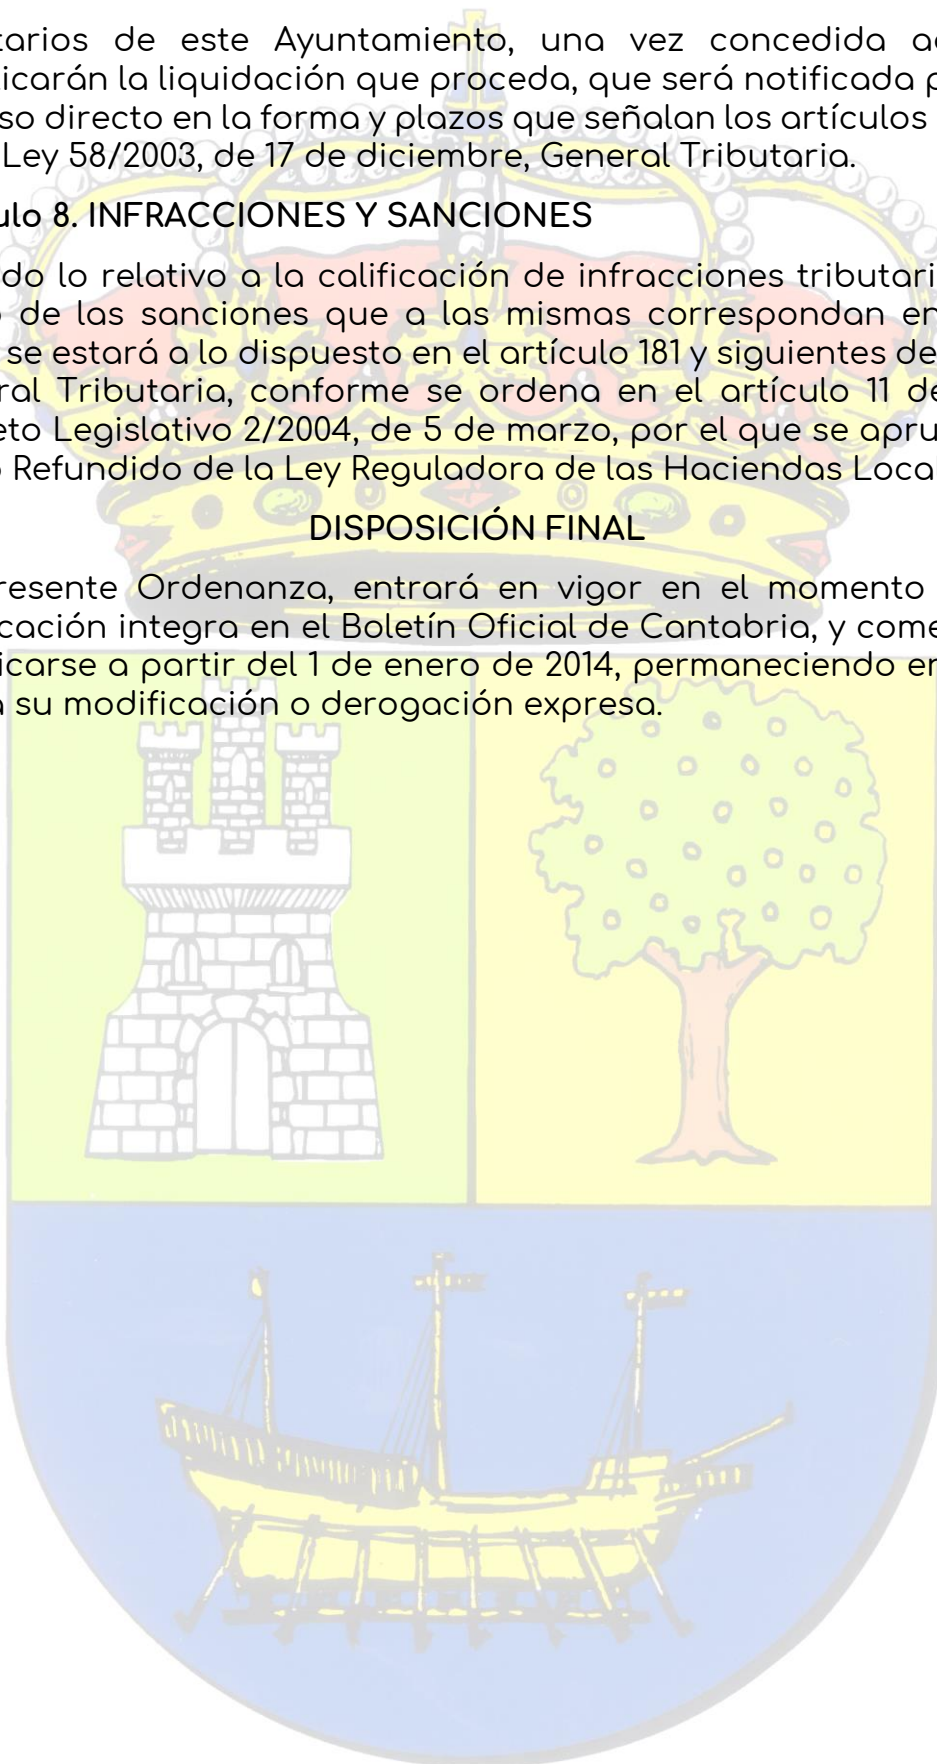 tarios de este Ayuntamiento, una vez concedida
licarán la liquidación que proceda, que será notificada
so directo en la forma y plazos que señalan los artículos
Ley 58/2003, de 17 de diciembre, General Tributaria.
ulo 8. INFRACCIONES Y SANCIONES
do lo relativo a la calificación de infracciones tributari
o de las sanciones que a las mismas correspondan en
se estará a lo dispuesto en el artículo 181 y siguientes de
ral Tributaria, conforme se ordena en el artículo 11 de
eto Legislativo 2/2004, de 5 de marzo, por el que se apru
o Refundido de la Ley Reguladora de las Haciendas Local
DISPOSICIÓN FINAL
resente Ordenanza, entrará en vigor en el momento
cación integra en el Boletín Oficial de Cantabria, y come
icarse a partir del 1 de enero de 2014, permaneciendo en
a su modificación o derogación expresa.